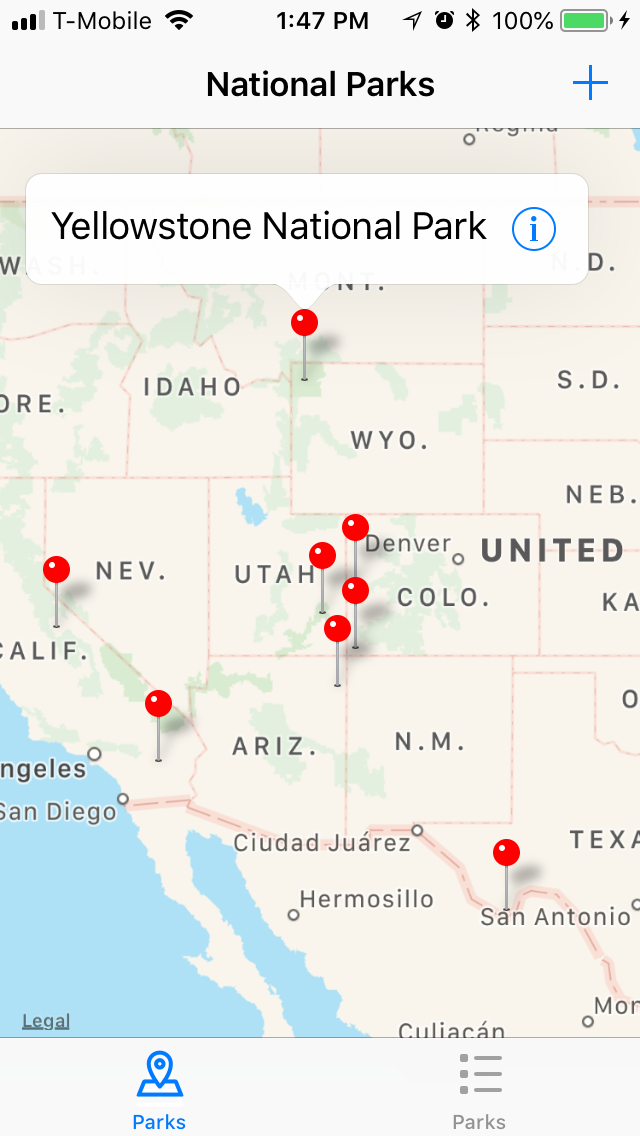 T-Mobile 1:47 PM 100%
National Parks
Regina
Yellowstone National Park
WASH. N.D.
MONT.
IDAHO
S.D.
ORE.
WYO.
NEB.
Denver
UNITED
NEV.
UTAH
COLO.
KA
CALIF.
O
ARIZ.
N.M.
ngeles
San Diego
TEXA
Ciudad Juárez
Hermosillo
San Antonio
Mon
Legal
Culiacán
Parks Parks